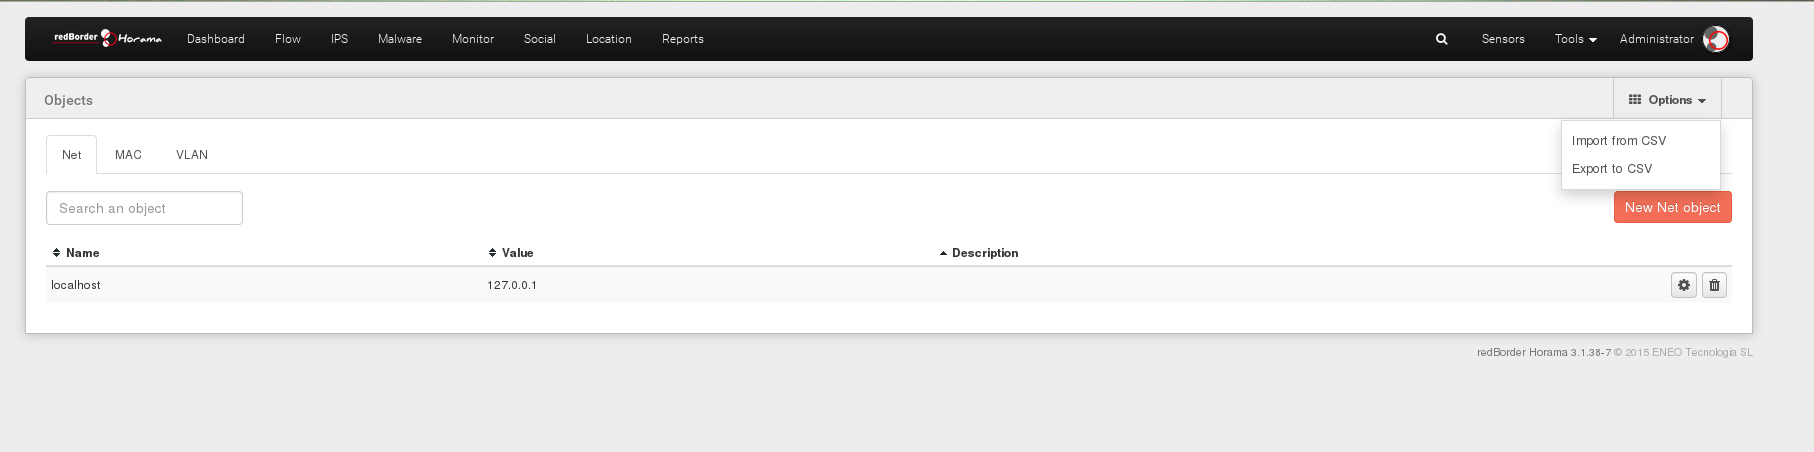 redBorder Horama Dashboard Flow IPS Malware Monitor Social Location Reports Sensors Tools Administrator
Objects Options
Import from CSV
Export to CSV
Net MAC VLAN
Search an object New Net object
Name Value Description
localhost 127.0.0.1
redBorder Horama 3.1.38-7 © 2015 ENEO Tecnologia SL